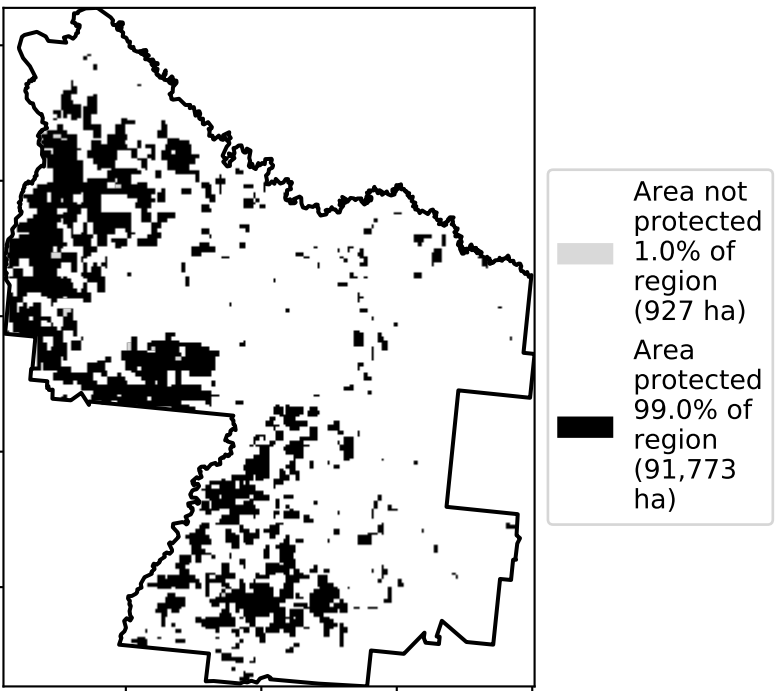 Area not
protected
1.0% of
region
(927 ha)
Area
protected
99.0% of
region
(91,773
ha)